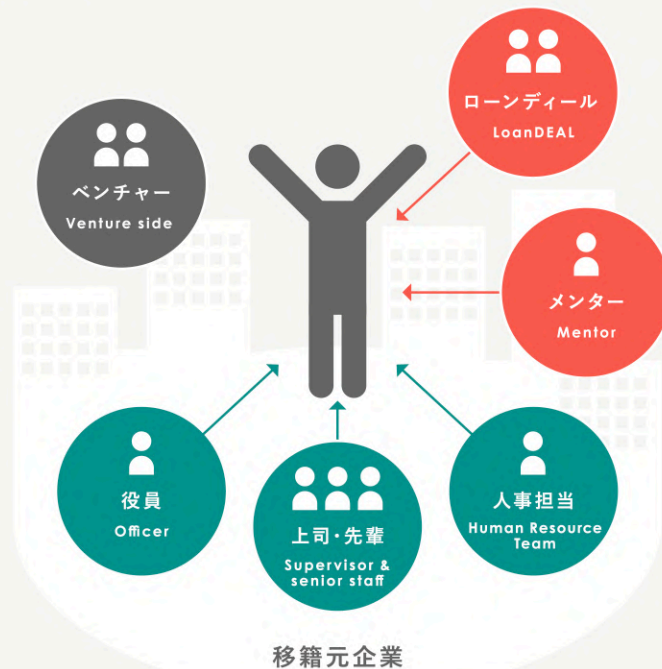 ローンディール
LoanDEAL
ベンチャー
Venture side
メンター
Mentor
役員
Officer
上司・先輩
Supervisor &
senior staff
人事担当
Human Resource
Team
移籍元企業